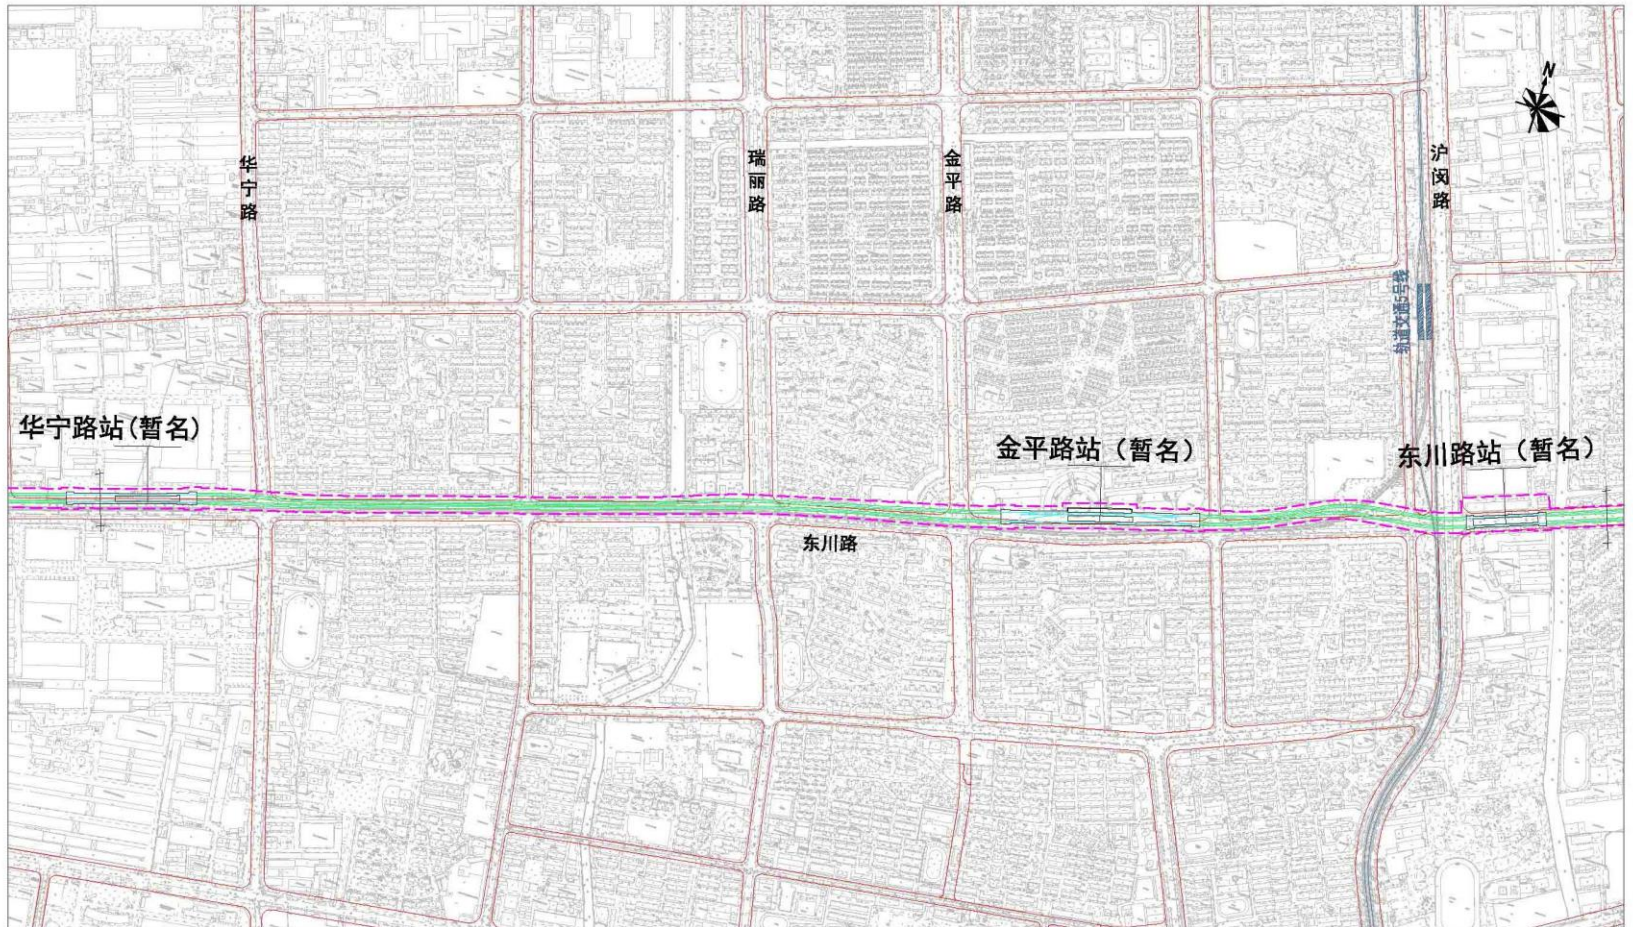 N
华宁路
瑞丽路
金平路
沪闵路
轨道交通5号线
华宁路站(暂名)
金平路站（暂名）
东川路站（暂名）
东川路